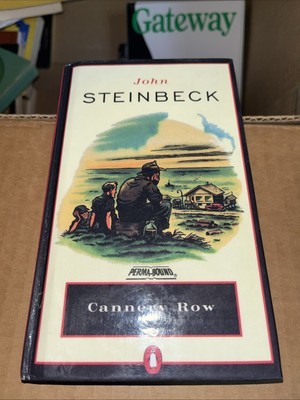 Gateway
John
STEINBECK
PERMA-BOUND
Cannery Row